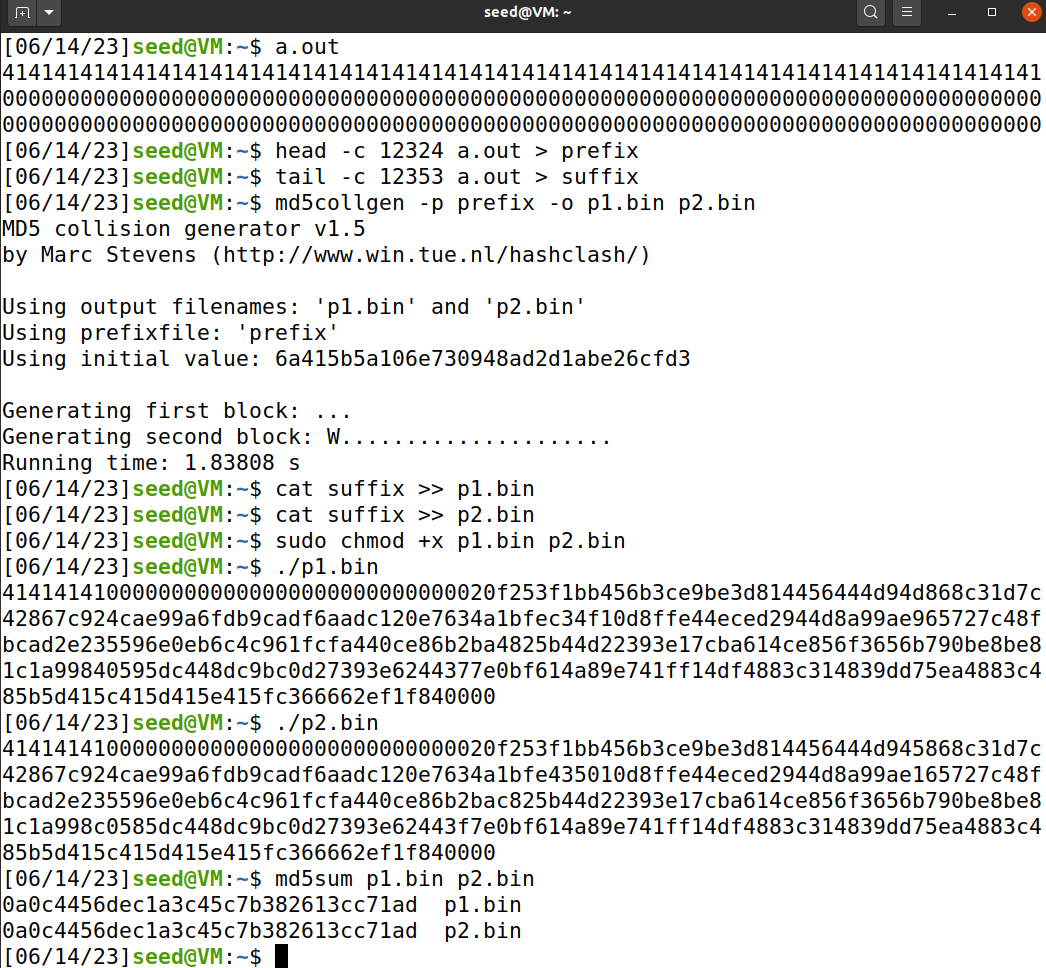 seed@VM: ~
[06/14/23]seed@VM:~$ a.out
41414141414141414141414141414141414141414141414141414141414141414141414141414141
00000000000000000000000000000000000000000000000000000000000000000000000000000000
00000000000000000000000000000000000000000000000000000000000000000000000000000000
[06/14/23]seed@VM:~$ head -c 12324 a.out > prefix
[06/14/23]seed@VM:~$ tail -c 12353 a.out > suffix
[06/14/23]seed@VM:~$ md5collgen -p prefix -o p1.bin p2.bin
MD5 collision generator v1.5
by Marc Stevens (http://www.win.tue.nl/hashclash/)
Using output filenames: 'p1.bin' and 'p2.bin'
Using prefixfile: 'prefix'
Using initial value: 6a415b5a106e730948ad2d1abe26cfd3
Generating first block: ...
Generating second block: W.....................
Running time: 1.83808 s
[06/14/23]seed@VM:~$ cat suffix >> p1.bin
[06/14/23]seed@VM:~$ cat suffix >> p2.bin
[06/14/23]seed@VM:~$ sudo chmod +x p1.bin p2.bin
[06/14/23]seed@VM:~$ ./p1.bin
41414141000000000000000000000000000020f253f1bb456b3ce9be3d814456444d94d868c31d7c
42867c924cae99a6fdb9cadf6aadc120e7634a1bfec34f10d8ffe44eced2944d8a99ae965727c48f
bcad2e235596e0eb6c4c961fcfa440ce86b2ba4825b44d22393e17cba614ce856f3656b790be8be8
1c1a99840595dc448dc9bc0d27393e6244377e0bf614a89e741ff14df4883c314839dd75ea4883c4
85b5d415c415d415e415fc366662ef1f840000
[06/14/23]seed@VM:~$ ./p2.bin
41414141000000000000000000000000000020f253f1bb456b3ce9be3d814456444d945868c31d7c
42867c924cae99a6fdb9cadf6aadc120e7634a1bfe435010d8ffe44eced2944d8a99ae165727c48f
bcad2e235596e0eb6c4c961fcfa440ce86b2bac825b44d22393e17cba614ce856f3656b790be8be8
1c1a998c0585dc448dc9bc0d27393e62443f7e0bf614a89e741ff14df4883c314839dd75ea4883c4
85b5d415c415d415e415fc366662ef1f840000
[06/14/23]seed@VM:~$ md5sum p1.bin p2.bin
0a0c4456dec1a3c45c7b382613cc71ad  p1.bin
0a0c4456dec1a3c45c7b382613cc71ad  p2.bin
[06/14/23]seed@VM:~$